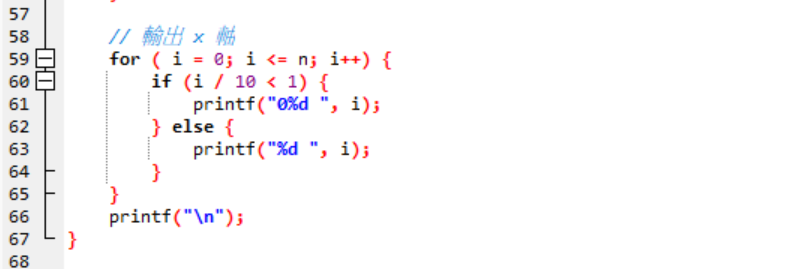 57
58 // 輸出 x 軸
59 for ( i = 0; i <= n; i++) {
60 if (i / 10 < 1) {
61 printf("0%d ", i);
62 } else {
63 printf("%d ", i);
64 }
65 }
66 printf("\n");
67 }
68